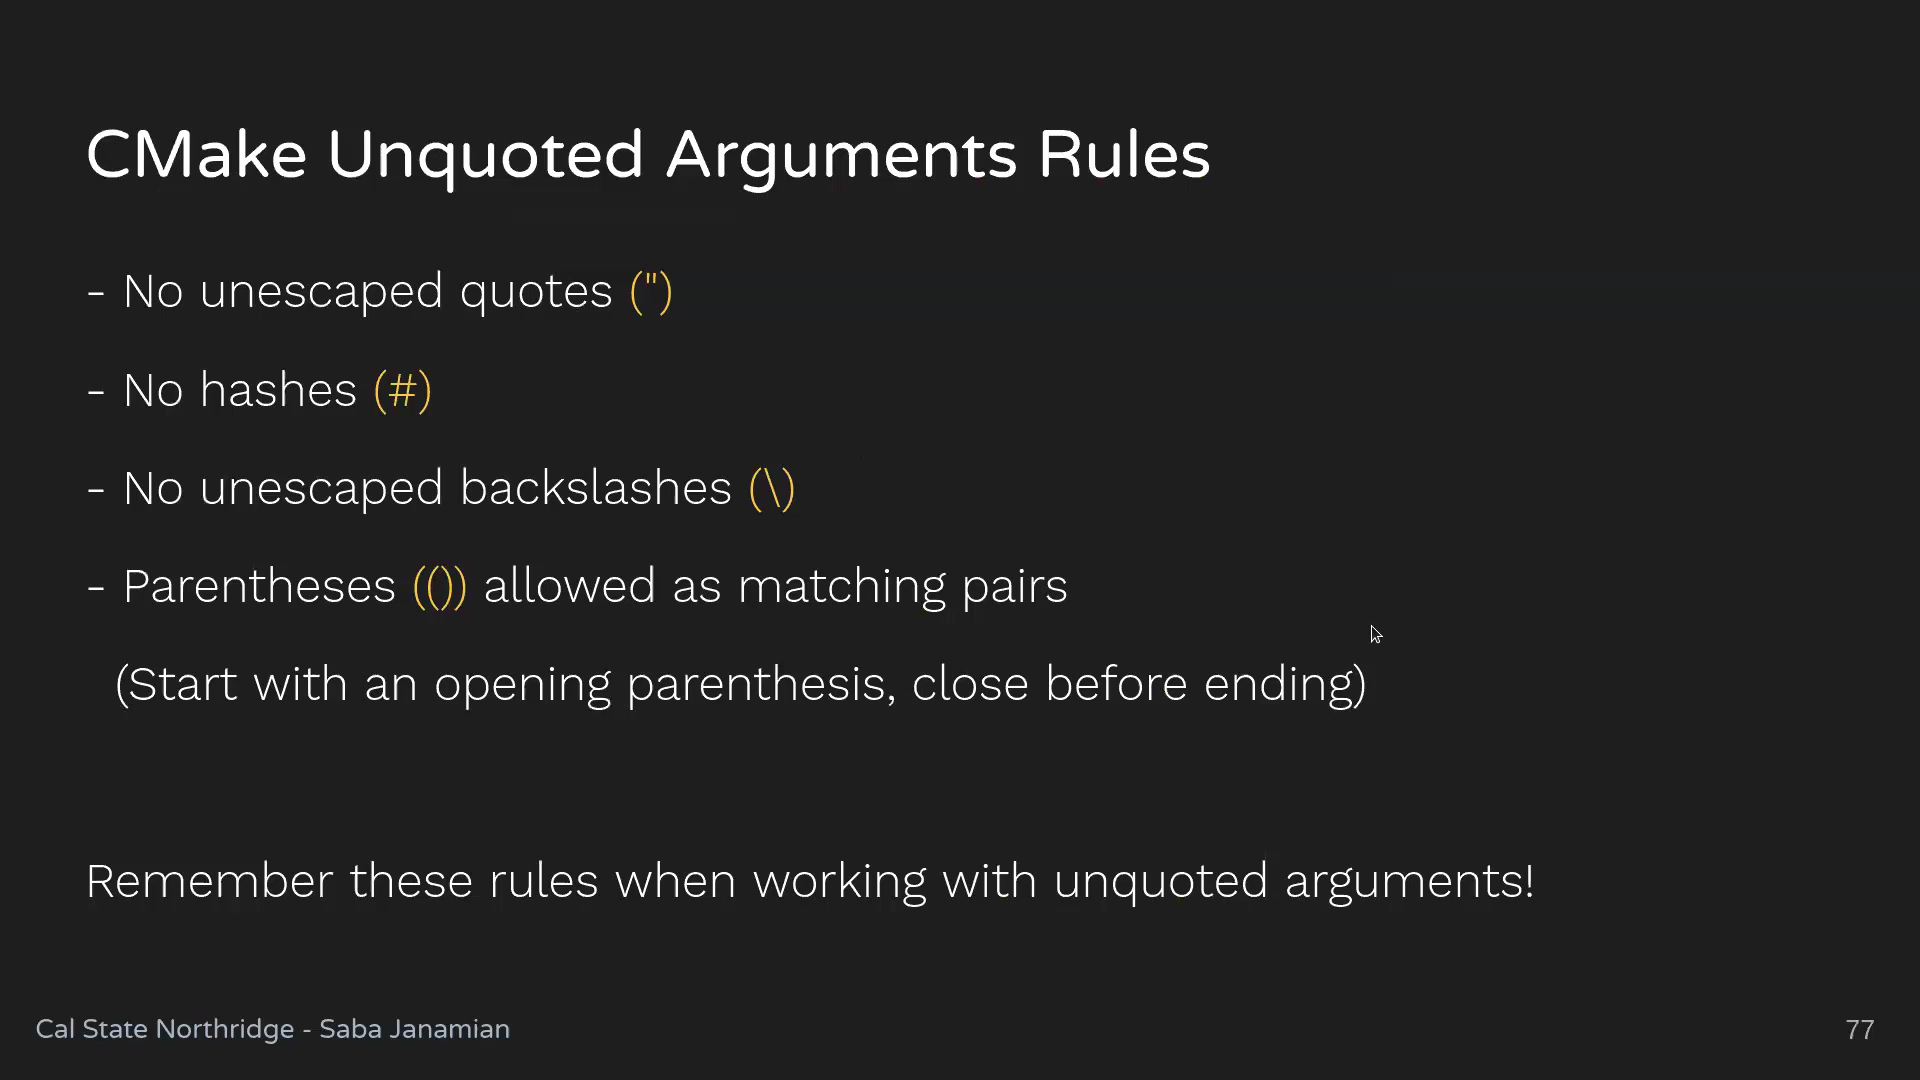 CMake Unquoted Arguments Rules
- No unescaped quotes (")
- No hashes (#)
- No unescaped backslashes (\)
- Parentheses (()) allowed as matching pairs
(Start with an opening parenthesis, close before ending)
Remember these rules when working with unquoted arguments!
Cal State Northridge - Saba Janamian
77